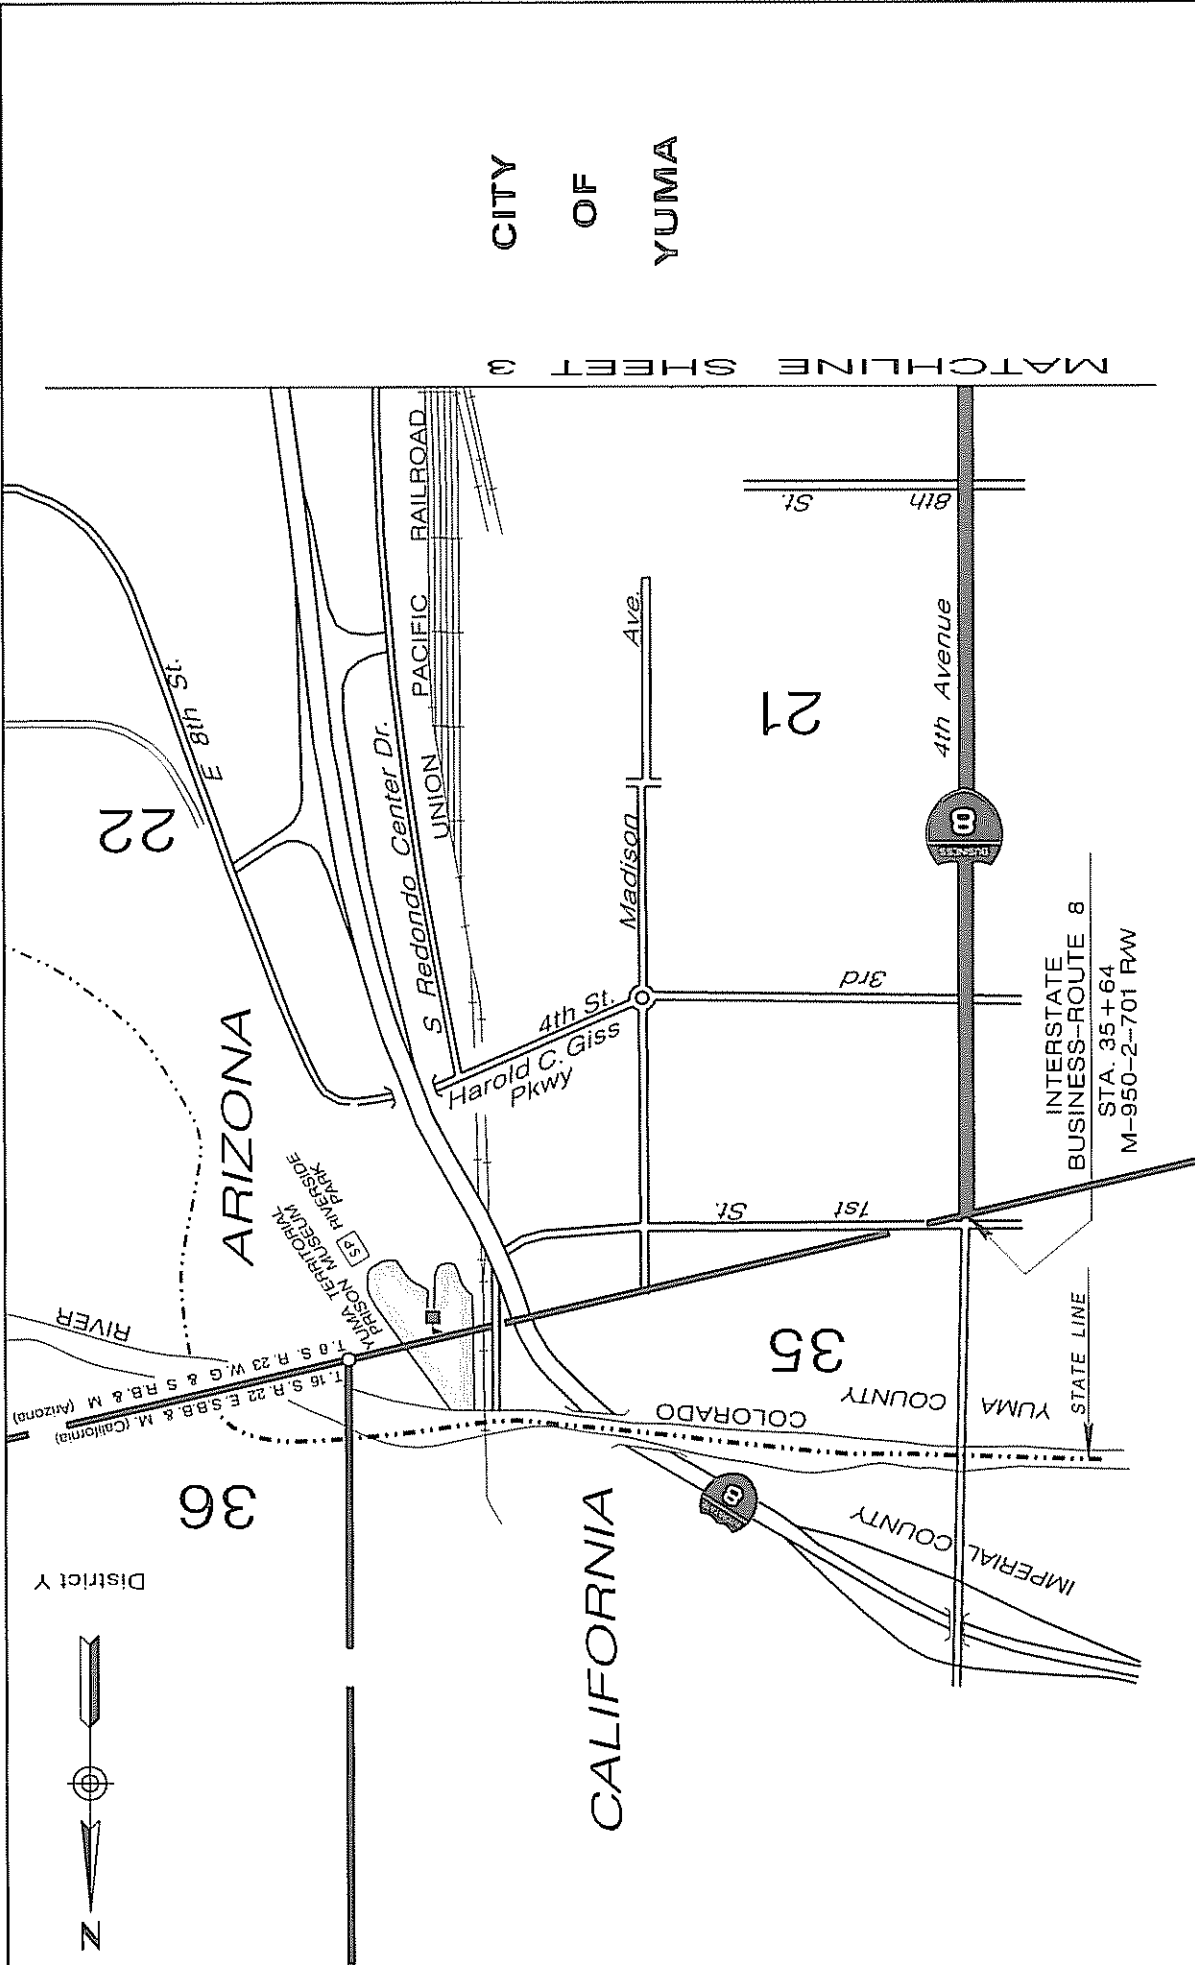 CITY
OF
YUMA
MATCHLINE SHEET 3
8th St.
4th Avenue
BUSINESS
8
21
Madison Ave.
UNION PACIFIC RAILROAD
S Redondo Center Dr.
E 8th St.
22
3rd
4th St.
Harold C. Giss
Pkwy
ARIZONA
INTERSTATE
BUSINESS-ROUTE 8
STA. 35+64
M-950-2-701 R/W
1st St.
YUMA TERRITORIAL
PRISON MUSEUM
SP
RIVERSIDE
PARK
RIVER
T. 8 S. R. 23 W. G & S R.B. & M (Arizona)
T. 16 S. R. 22 E. S.B.B. & M. (California)
35
STATE LINE
YUMA COUNTY
COLORADO
36
8
IMPERIAL COUNTY
CALIFORNIA
District Y
N